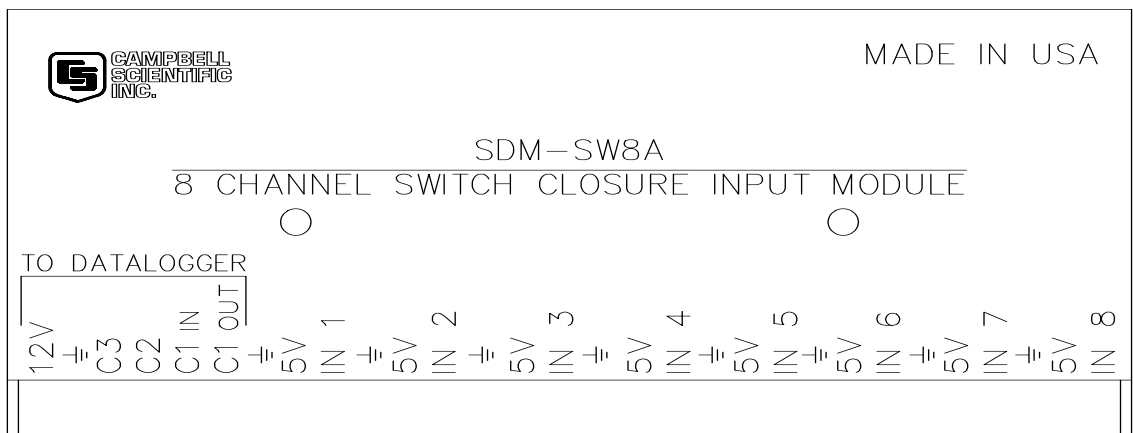 CAMPBELL
SCIENTIFIC
INC.
MADE IN USA
SDM-SW8A
8 CHANNEL SWITCH CLOSURE INPUT MODULE
TO DATALOGGER
12V
C3
C2
C1 IN
C1 OUT
5V
IN 1
5V
IN 2
5V
IN 3
5V
IN 4
5V
IN 5
5V
IN 6
5V
IN 7
5V
IN 8